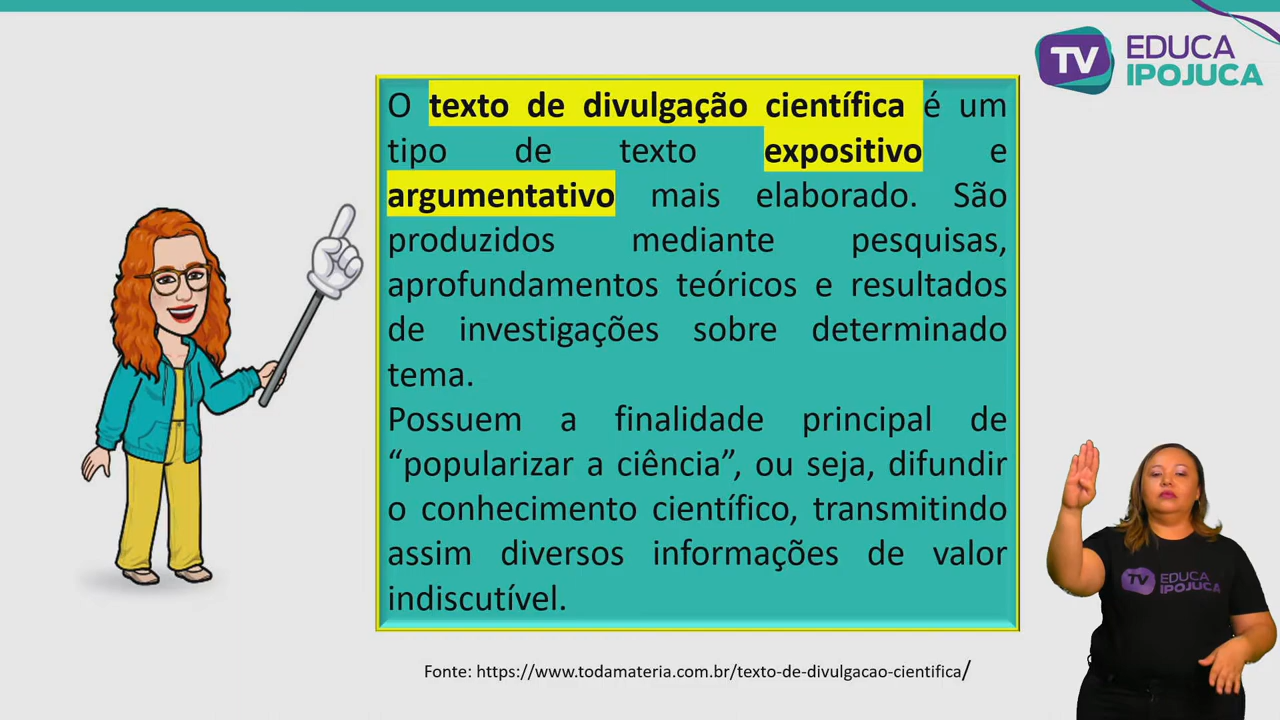 TV EDUCA
IPOJUCA
O texto de divulgação científica é um
tipo de texto expositivo e
argumentativo mais elaborado. São
produzidos mediante pesquisas,
aprofundamentos teóricos e resultados
de investigações sobre determinado
tema.
Possuem a finalidade principal de
“popularizar a ciência”, ou seja, difundir
o conhecimento científico, transmitindo
assim diversos informações de valor
indiscutível.
TV EDUCA
IPOJUCA
Fonte: https://www.todamateria.com.br/texto-de-divulgacao-cientifica/